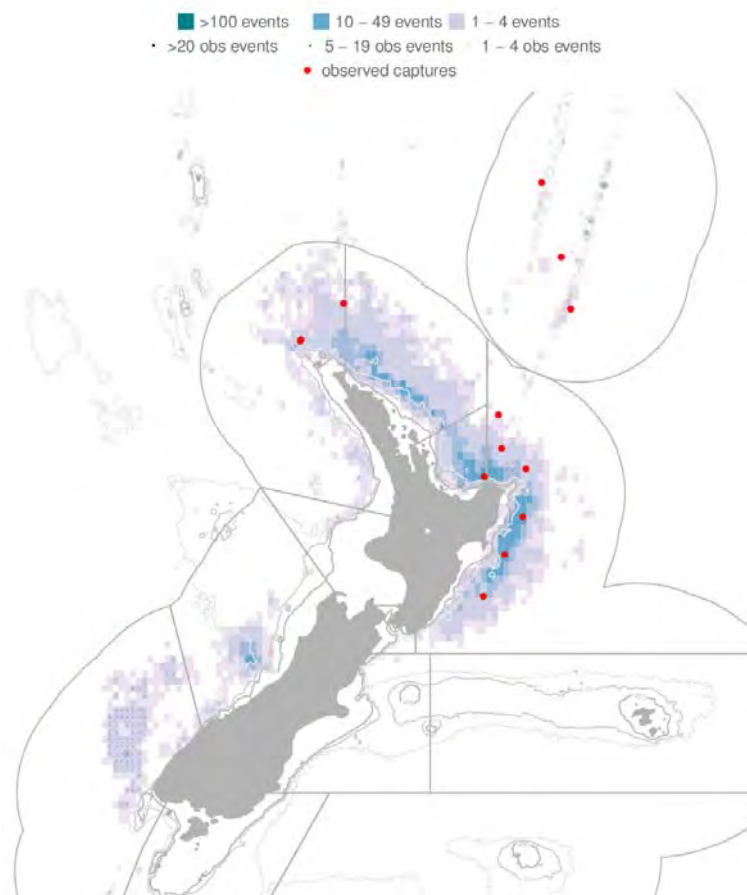 >100 events 10 – 49 events 1 – 4 events
>20 obs events 5 – 19 obs events 1 – 4 obs events
observed captures